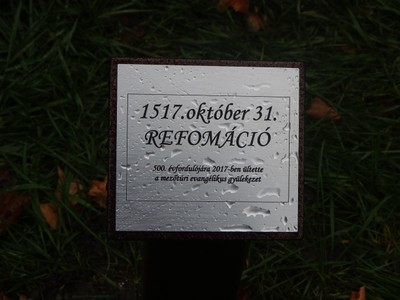 1517.október 31.
REFOMÁCIÓ
500. évfordulójára 2017-ben ültette
a mezőtúri evangélikus gyülekezet